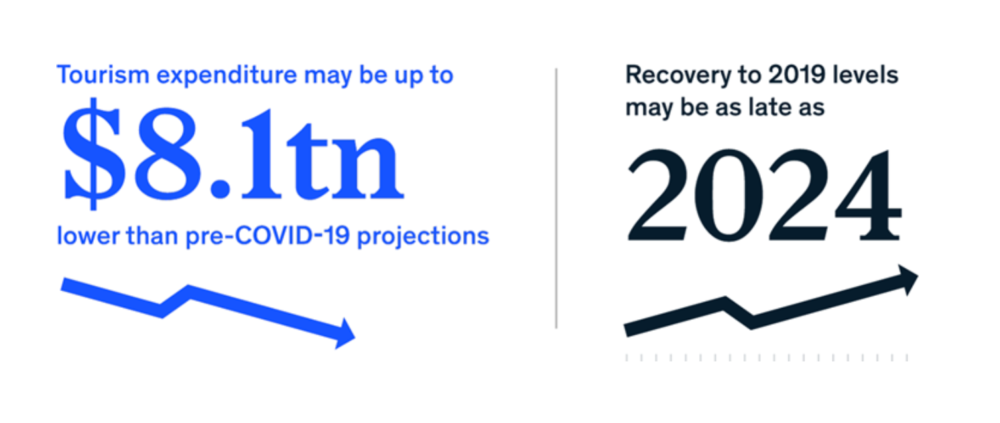 Tourism expenditure may be up to
$8.1tn
lower than pre-COVID-19 projections
Recovery to 2019 levels
may be as late as
2024